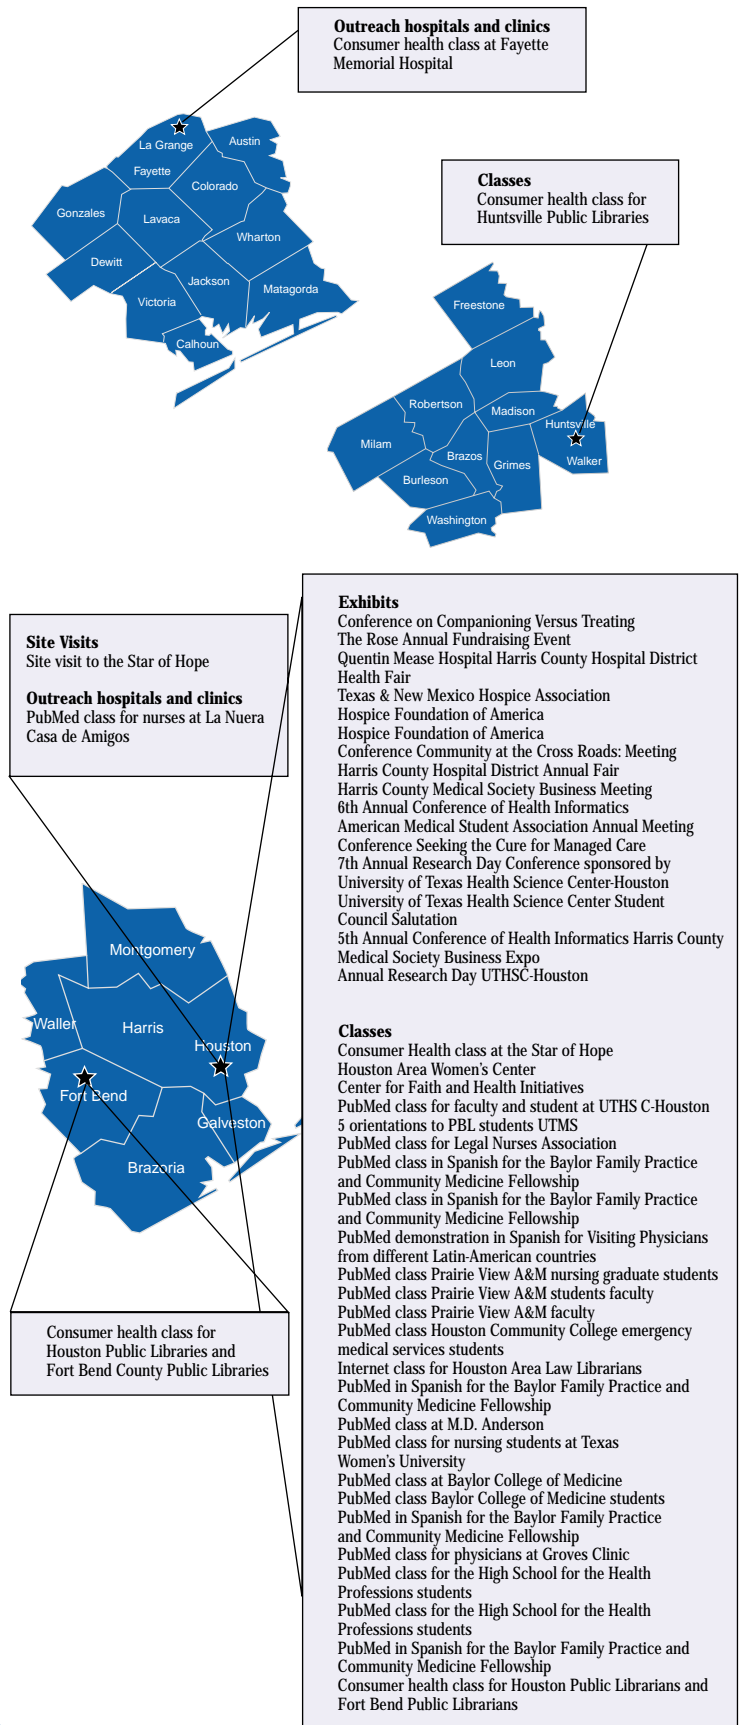 Outreach hospitals and clinics
Consumer health class at Fayette
Memorial Hospital
La Grange
Austin
Fayette
Colorado
Gonzales
Lavaca
Wharton
Dewitt
Jackson
Matagorda
Victoria
Calhoun
Classes
Consumer health class for
Huntsville Public Libraries
Freestone
Leon
Robertson
Madison
Huntsville
Milam
Brazos
Grimes
Walker
Burleson
Washington
Site Visits
Site visit to the Star of Hope
Outreach hospitals and clinics
PubMed class for nurses at La Nuera
Casa de Amigos
Exhibits
Conference on Companioning Versus Treating
The Rose Annual Fundraising Event
Quentin Mease Hospital Harris County Hospital District
Health Fair
Texas & New Mexico Hospice Association
Hospice Foundation of America
Hospice Foundation of America
Conference Community at the Cross Roads: Meeting
Harris County Hospital District Annual Fair
Harris County Medical Society Business Meeting
6th Annual Conference of Health Informatics
American Medical Student Association Annual Meeting
Conference Seeking the Cure for Managed Care
7th Annual Research Day Conference sponsored by
University of Texas Health Science Center-Houston
University of Texas Health Science Center Student
Council Salutation
5th Annual Conference of Health Informatics Harris County
Medical Society Business Expo
Annual Research Day UTHSC-Houston
Montgomery
Waller
Harris
Houston
Fort Bend
Galveston
Brazoria
Consumer health class for
Houston Public Libraries and
Fort Bend County Public Libraries
Classes
Consumer Health class at the Star of Hope
Houston Area Women's Center
Center for Faith and Health Initiatives
PubMed class for faculty and student at UTHS C-Houston
5 orientations to PBL students UTMS
PubMed class for Legal Nurses Association
PubMed class in Spanish for the Baylor Family Practice
and Community Medicine Fellowship
PubMed class in Spanish for the Baylor Family Practice
and Community Medicine Fellowship
PubMed demonstration in Spanish for Visiting Physicians
from different Latin-American countries
PubMed class Prairie View A&M nursing graduate students
PubMed class Prairie View A&M students faculty
PubMed class Prairie View A&M faculty
PubMed class Houston Community College emergency
medical services students
Internet class for Houston Area Law Librarians
PubMed in Spanish for the Baylor Family Practice and
Community Medicine Fellowship
PubMed class at M.D. Anderson
PubMed class for nursing students at Texas
Women's University
PubMed class at Baylor College of Medicine
PubMed class Baylor College of Medicine students
PubMed in Spanish for the Baylor Family Practice
and Community Medicine Fellowship
PubMed class for physicians at Groves Clinic
PubMed class for the High School for the Health
Professions students
PubMed class for the High School for the Health
Professions students
PubMed in Spanish for the Baylor Family Practice and
Community Medicine Fellowship
Consumer health class for Houston Public Librarians and
Fort Bend Public Librarians